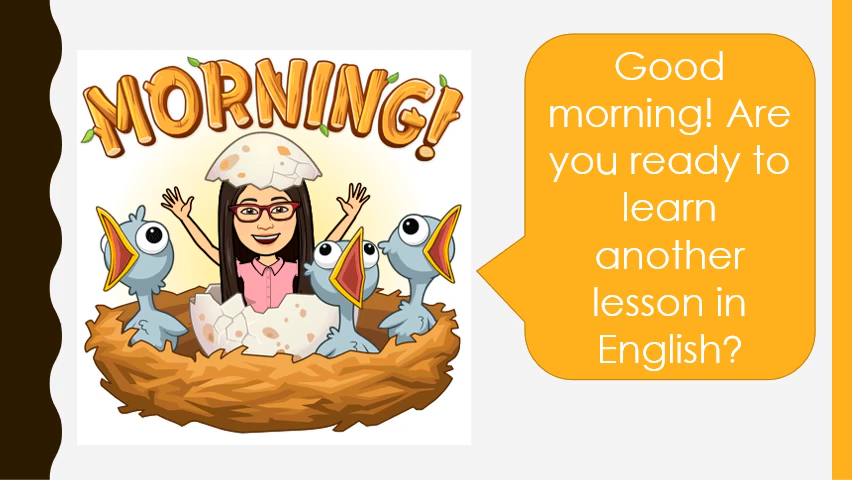 MORNING!
Good
morning! Are
you ready to
learn
another
lesson in
English?